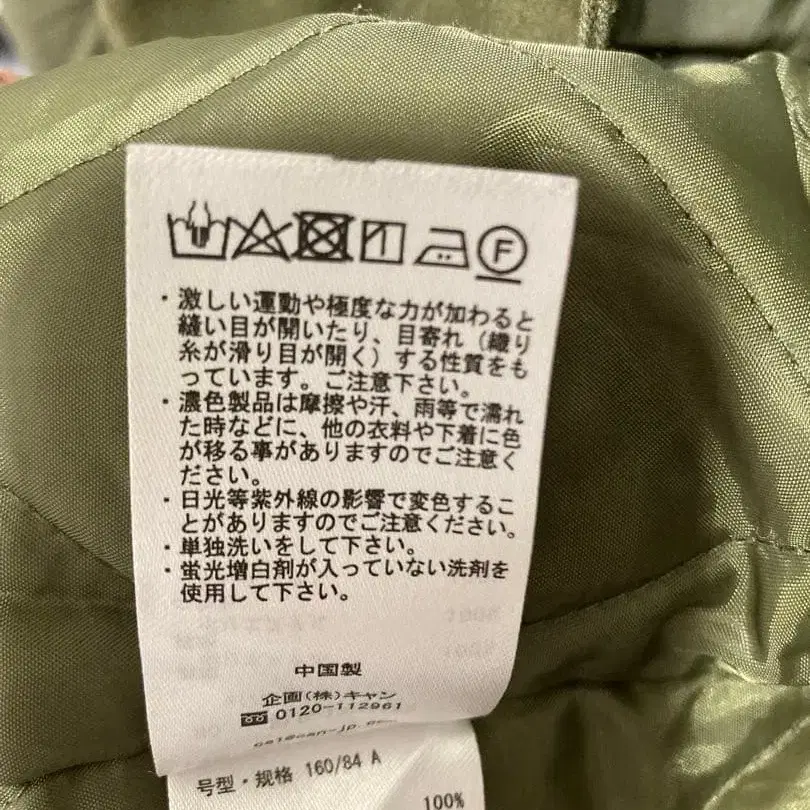 F
・激しい運動や極度な力が加わると
縫い目が開いたり、目寄れ（織り
糸が滑り目が開く）する性質をも
っています。ご注意下さい。
・濃色製品は摩擦や汗、雨等で濡れ
た時などに、他の衣料や下着に色
が移る事がありますのでご注意く
ださい。
・日光等紫外線の影響で変色するこ
とがありますのでご注意ください。
・単独洗いをして下さい。
・蛍光増白剤が入っていない洗剤を
使用して下さい。
中国製
企画(株)キャン
0120-112961
号型・规格 160/84 A
100%